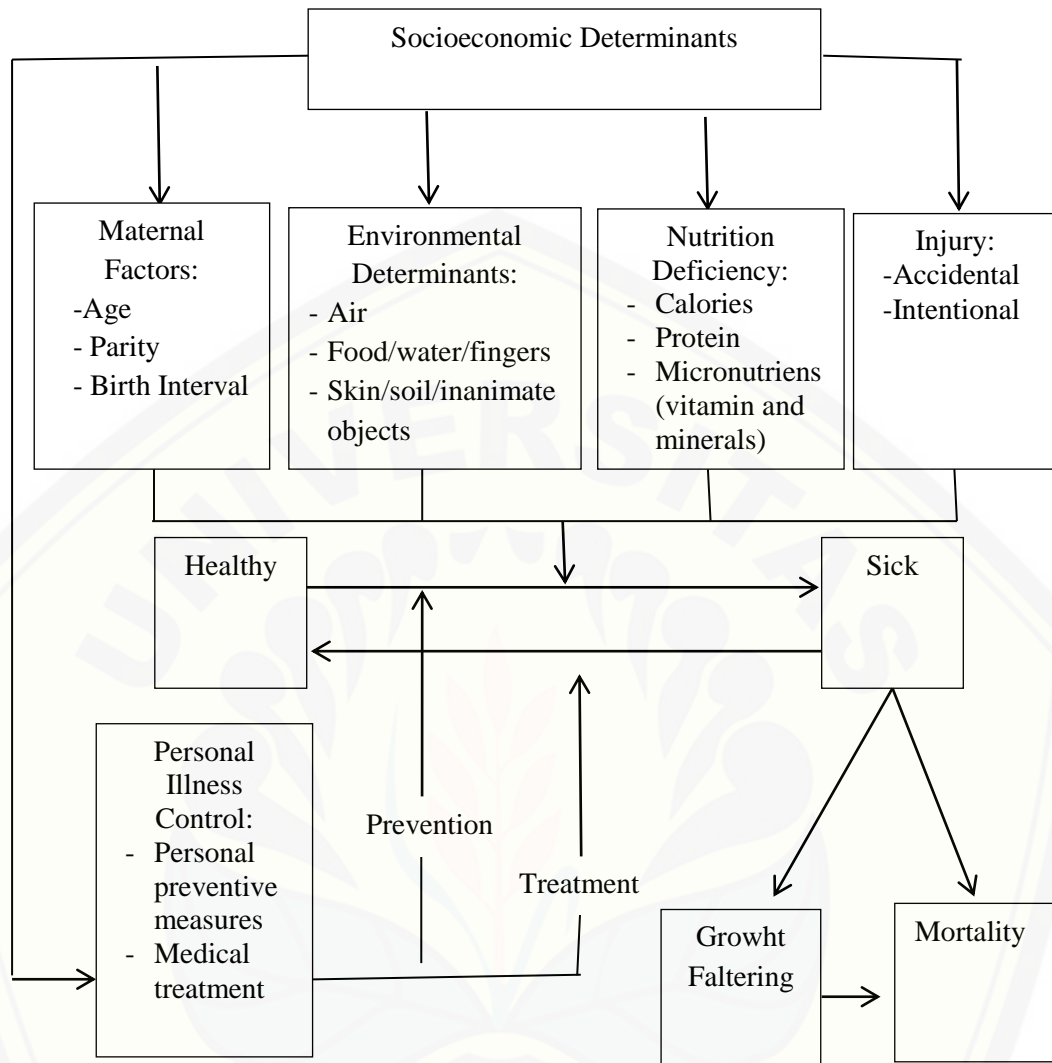 Socioeconomic Determinants
Maternal
Factors:
-Age
- Parity
- Birth Interval
Environmental
Determinants:
- Air
- Food/water/fingers
- Skin/soil/inanimate
objects
Nutrition
Deficiency:
- Calories
- Protein
- Micronutriens
(vitamin and
minerals)
Injury:
-Accidental
-Intentional
UNIVERSITAS
Healthy
Sick
Personal
Illness
Control:
- Personal
preventive
measures
- Medical
treatment
Prevention
Treatment
Growht
Faltering
Mortality